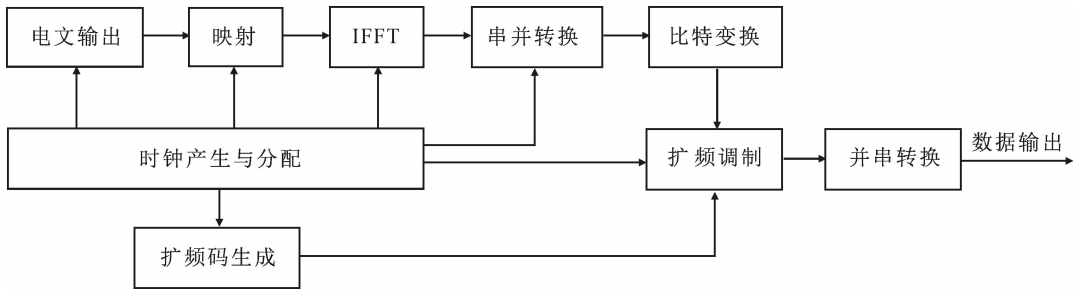 电文输出
映射
IFFT
串并转换
比特变换
时钟产生与分配
扩频调制
并串转换
数据输出
扩频码生成